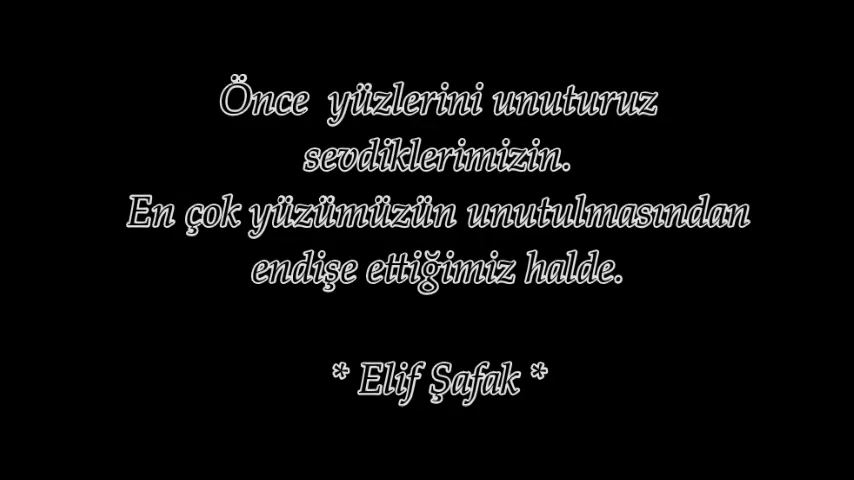 Önce yüzlerini unuturuz
sevdiklerimizin.
En çok yüzümüzün unutulmasından
endişe ettiğimiz halde.
* Elif Şafak *